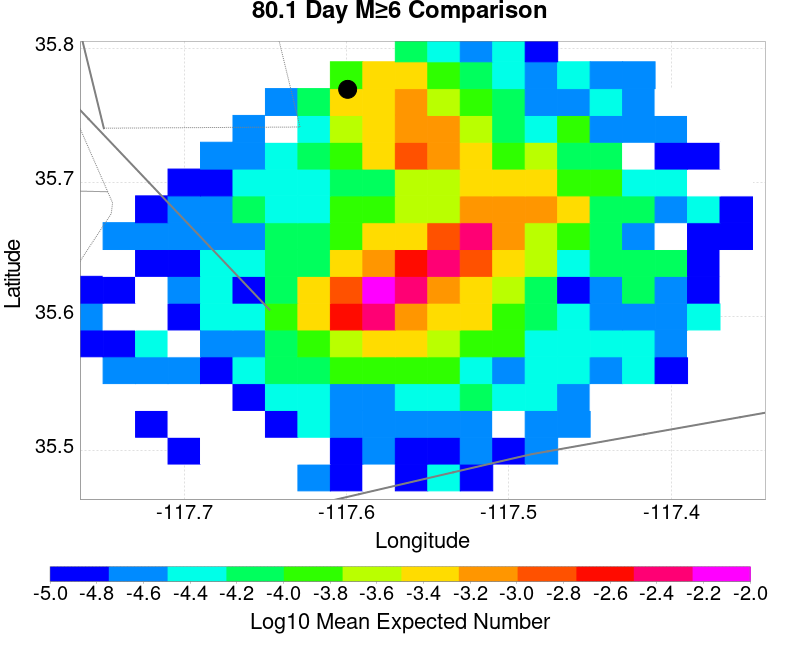 80.1 Day M≥6 Comparison
35.8
35.7
35.6
35.5
Latitude
-117.7 -117.6 -117.5 -117.4
Longitude
-5.0 -4.8 -4.6 -4.4 -4.2 -4.0 -3.8 -3.6 -3.4 -3.2 -3.0 -2.8 -2.6 -2.4 -2.2 -2.0
Log10 Mean Expected Number